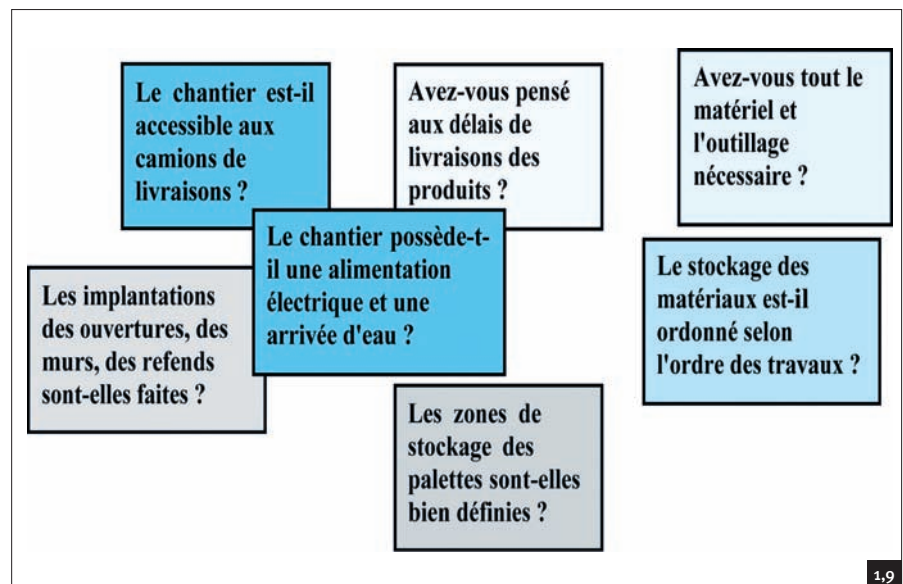 Le chantier est-il
accessible aux
camions de
livraisons ?
Avez-vous pensé
aux délais de
livraisons des
produits ?
Avez-vous tout le
matériel et
l'outillage
nécessaire ?
Le chantier possède-t-
il une alimentation
électrique et une
arrivée d'eau ?
Les implantations
des ouvertures, des
murs, des refends
sont-elles faites ?
Le stockage des
matériaux est-il
ordonné selon
l'ordre des travaux ?
Les zones de
stockage des
palettes sont-elles
bien définies ?
1,9